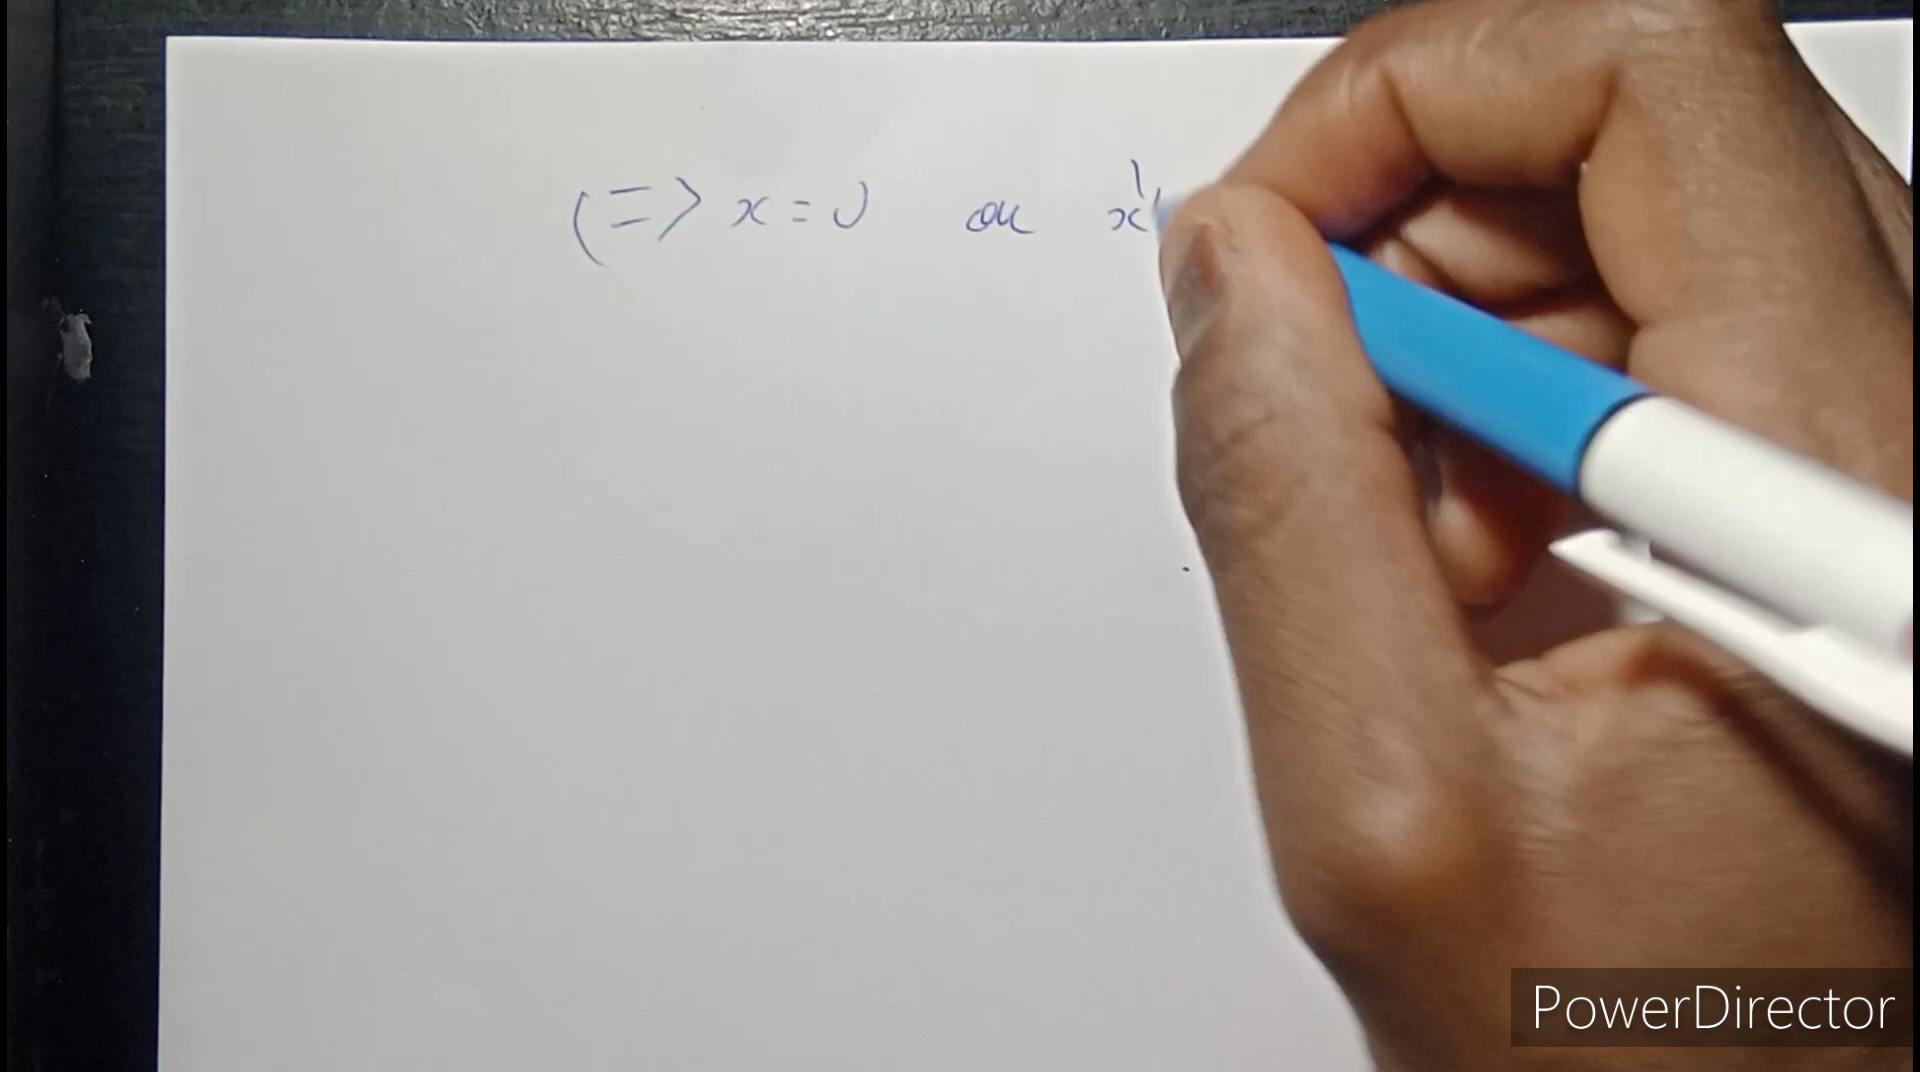 (=> x = 0 ou x
PowerDirector